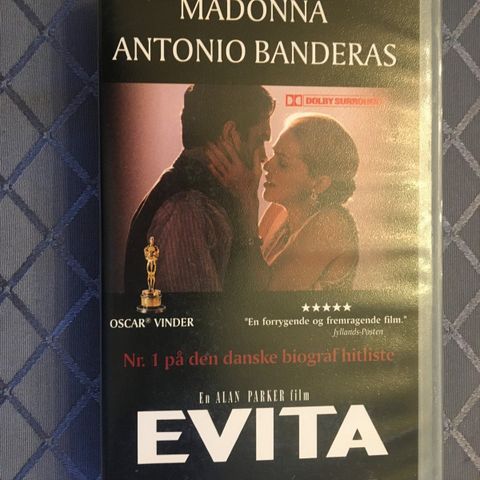 MADONNA
ANTONIO BANDERAS
DOLBY SURROUND
OSCAR® VINDER
★★★★★
"En forrygende og fremragende film."
Jyllands-Posten
Nr. 1 på den danske biograf hitliste
En ALAN PARKER film
EVITA